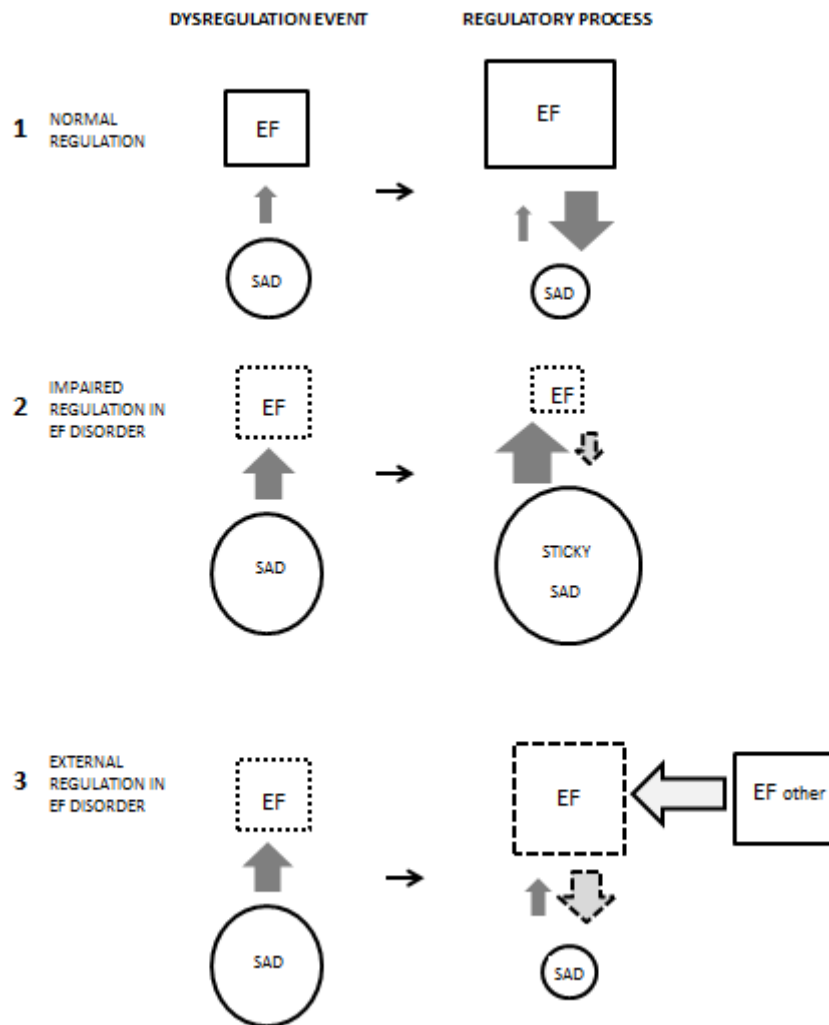 DYSREGULATION EVENT
REGULATORY PROCESS
1
NORMAL
REGULATION
EF
EF
SAD
SAD
2
IMPAIRED
REGULATION IN
EF DISORDER
EF
EF
SAD
STICKY
SAD
3
EXTERNAL
REGULATION IN
EF DISORDER
EF
EF
EF other
SAD
SAD